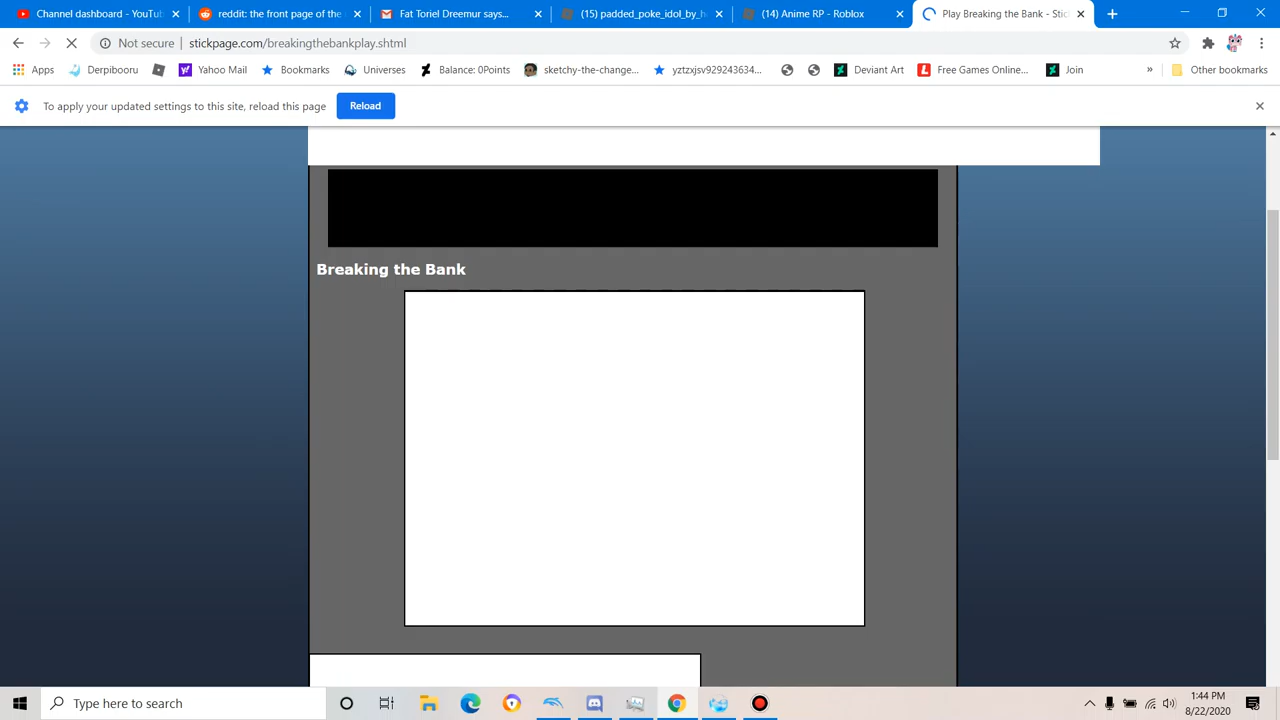 Channel dashboard - YouTub
reddit: the front page of the
Fat Toriel Dreemur says...
(15) padded_poke_idol_by_h
(14) Anime RP - Roblox
Play Breaking the Bank - Stic
Not secure | stickpage.com/breakingthebankplay.shtml
Apps
Derpibooru
Yahoo Mail
Bookmarks
Universes
Balance: 0Points
sketchy-the-change...
yztzxjsv929243634...
Deviant Art
Free Games Online...
Join
»
Other bookmarks
To apply your updated settings to this site, reload this page
Reload
Breaking the Bank
Type here to search
1:44 PM
8/22/2020